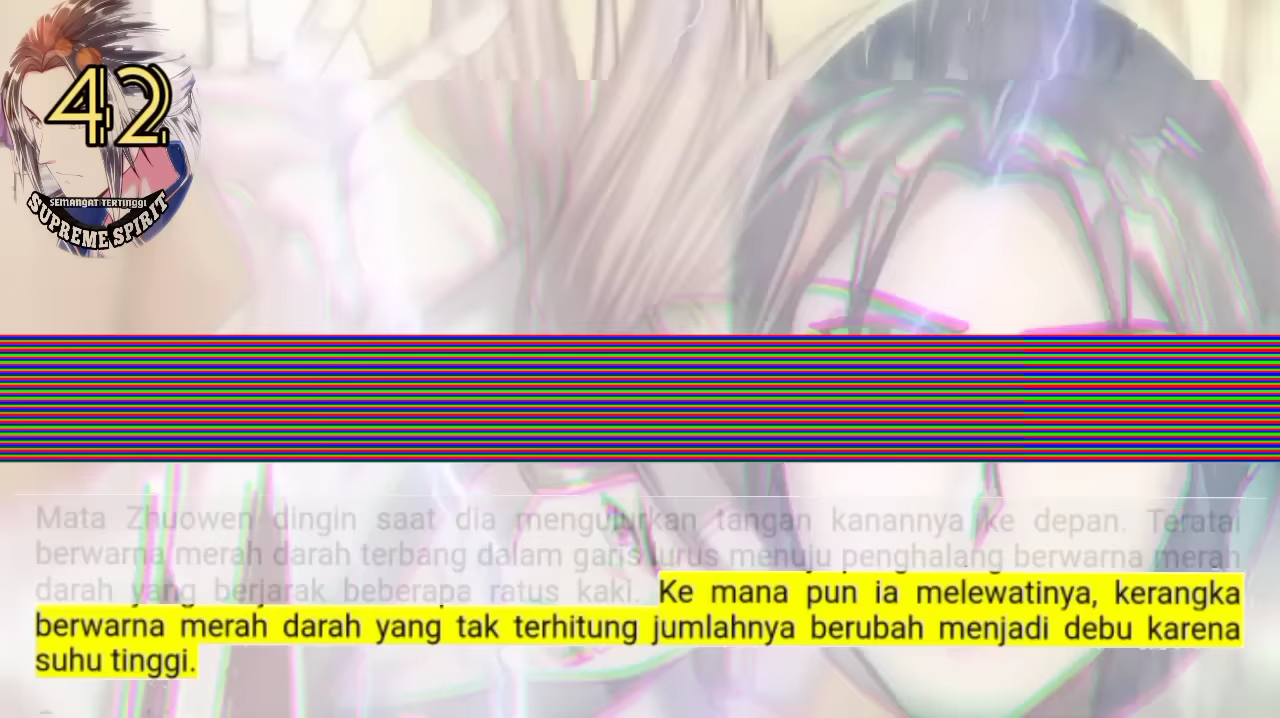 42
SEMANGAT TERTINGGI
SUPREME SPIRIT
Mata Zhuowen dingin saat dia mengulurkan tangan kanannya ke depan. Teratai
berwarna merah darah terbang dalam garis lurus menuju penghalang berwarna merah
darah yang berjarak beberapa ratus kaki. Ke mana pun ia melewatinya, kerangka
berwarna merah darah yang tak terhitung jumlahnya berubah menjadi debu karena
suhu tinggi.